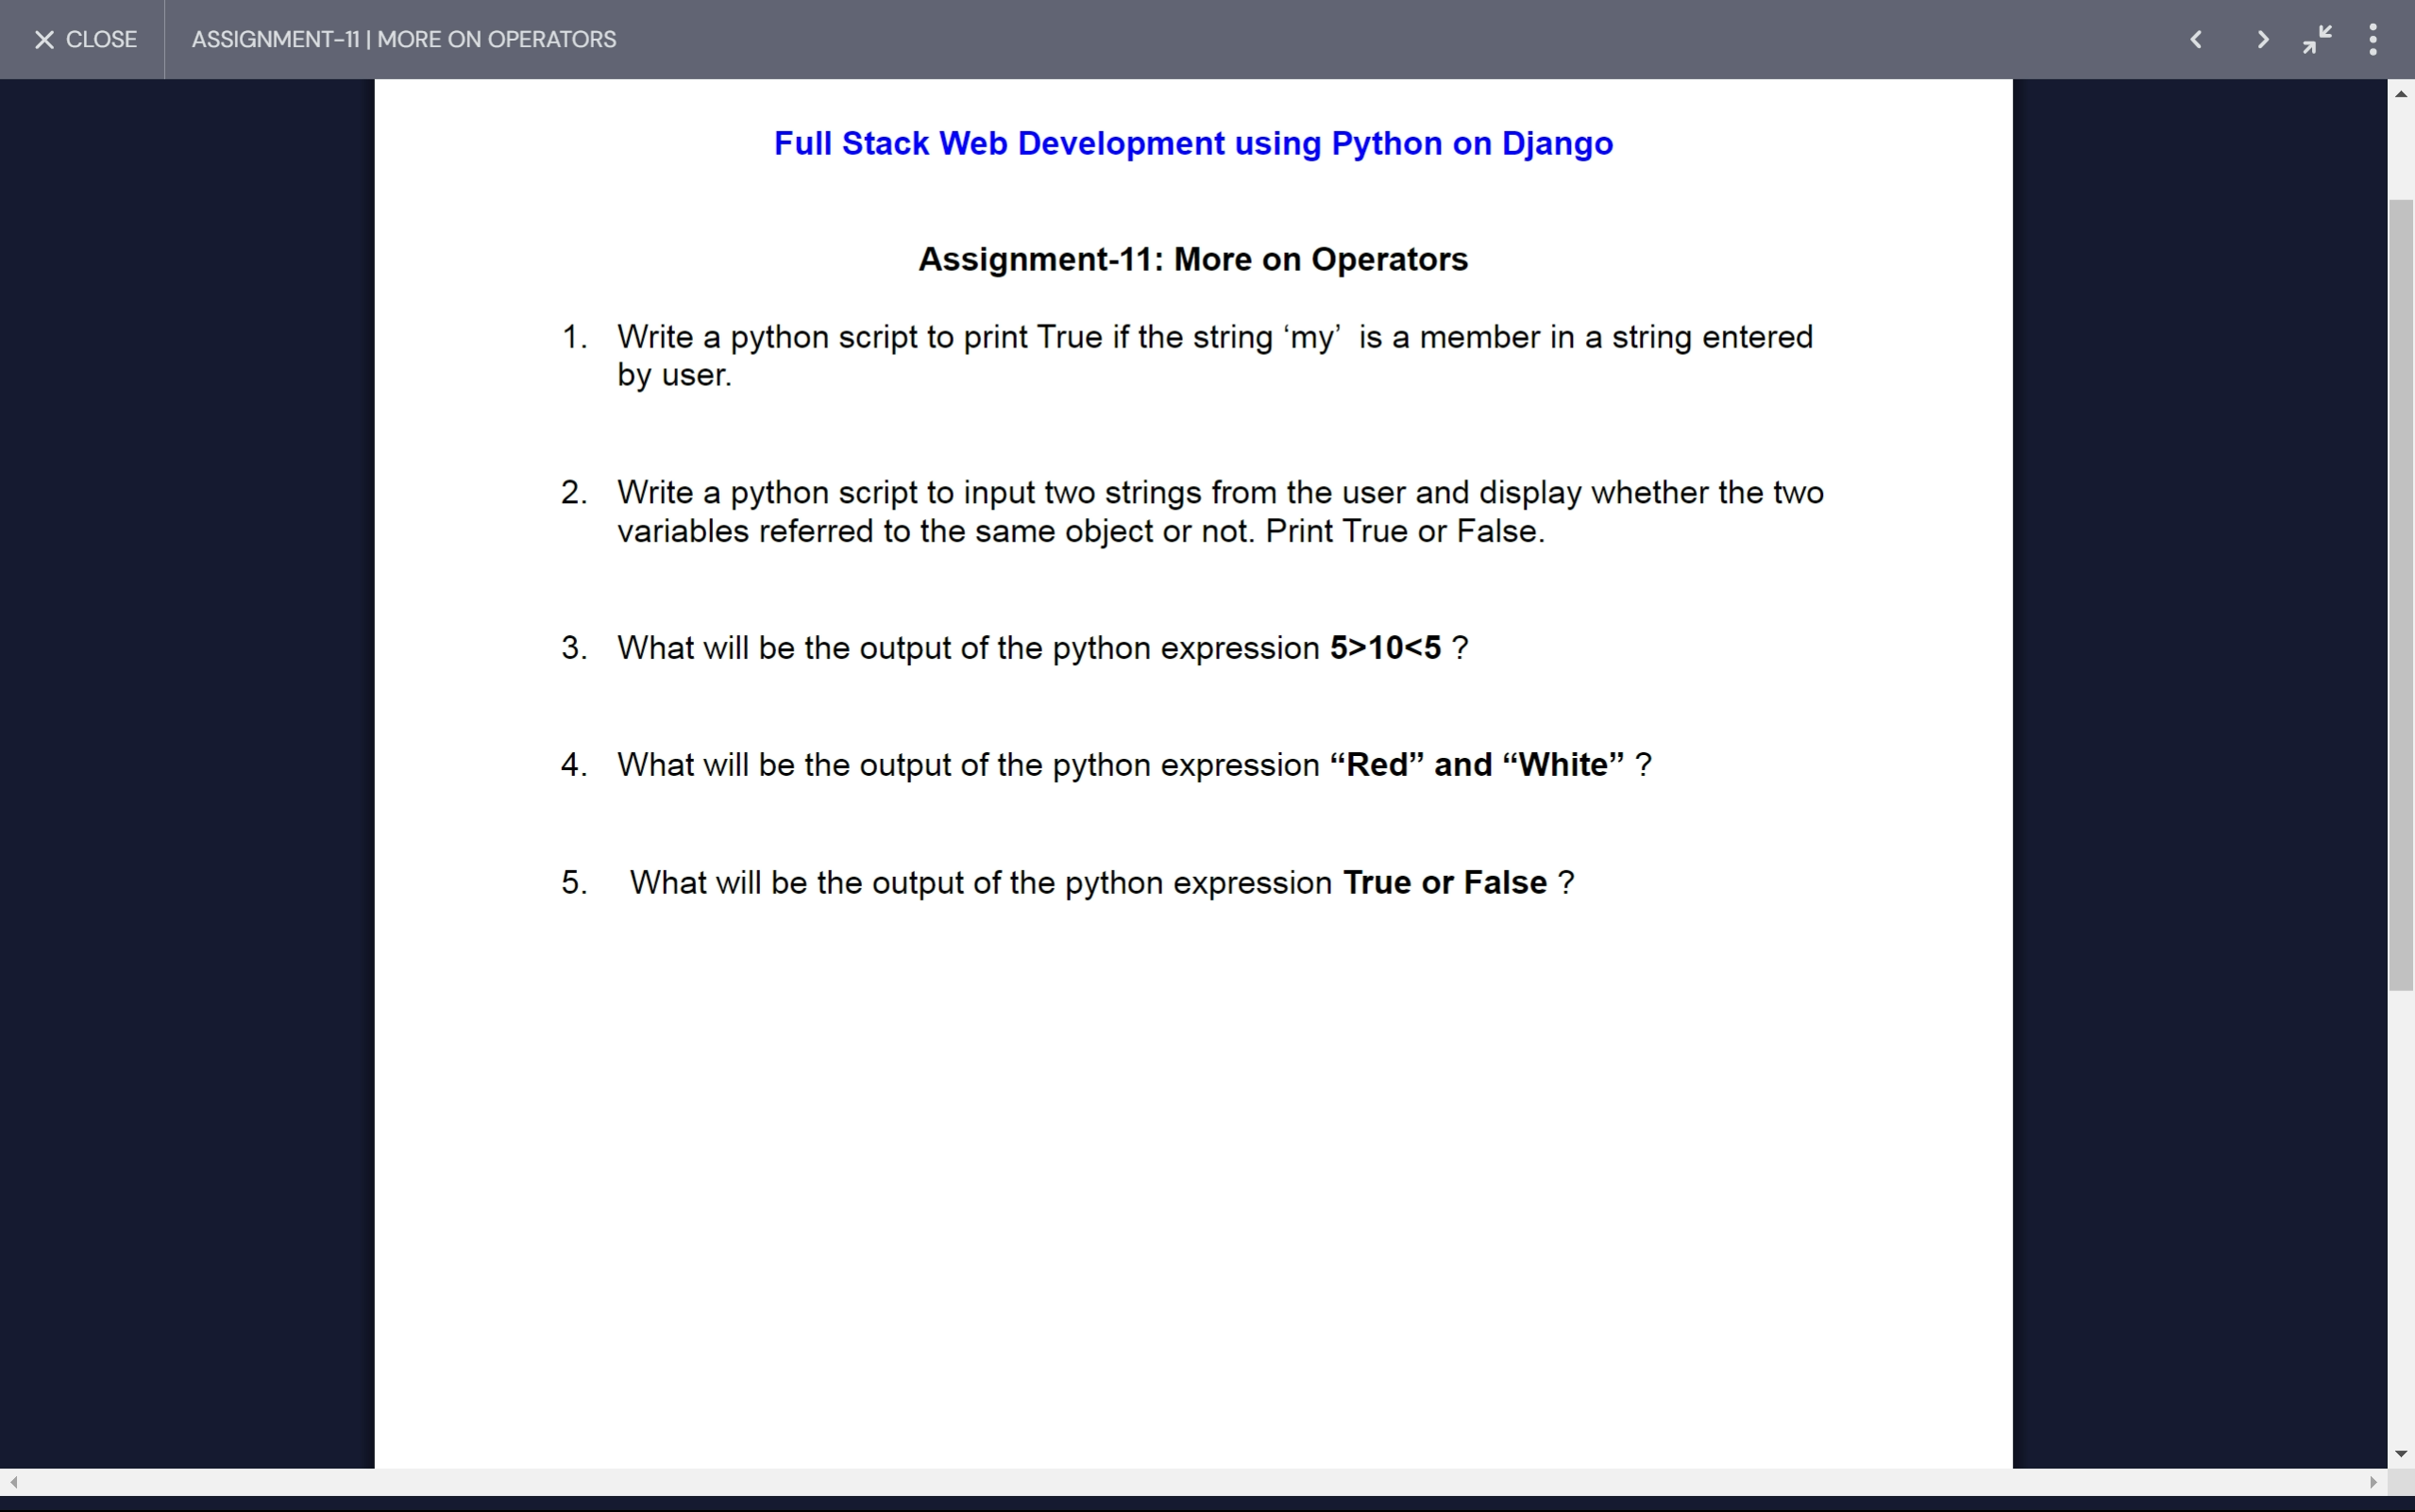 CLOSE
ASSIGNMENT-11 | MORE ON OPERATORS
Full Stack Web Development using Python on Django
Assignment-11: More on Operators
1. Write a python script to print True if the string ‘my’ is a member in a string entered
by user.
2. Write a python script to input two strings from the user and display whether the two
variables referred to the same object or not. Print True or False.
3. What will be the output of the python expression 5>10<5 ?
4. What will be the output of the python expression “Red” and “White” ?
5. What will be the output of the python expression True or False ?